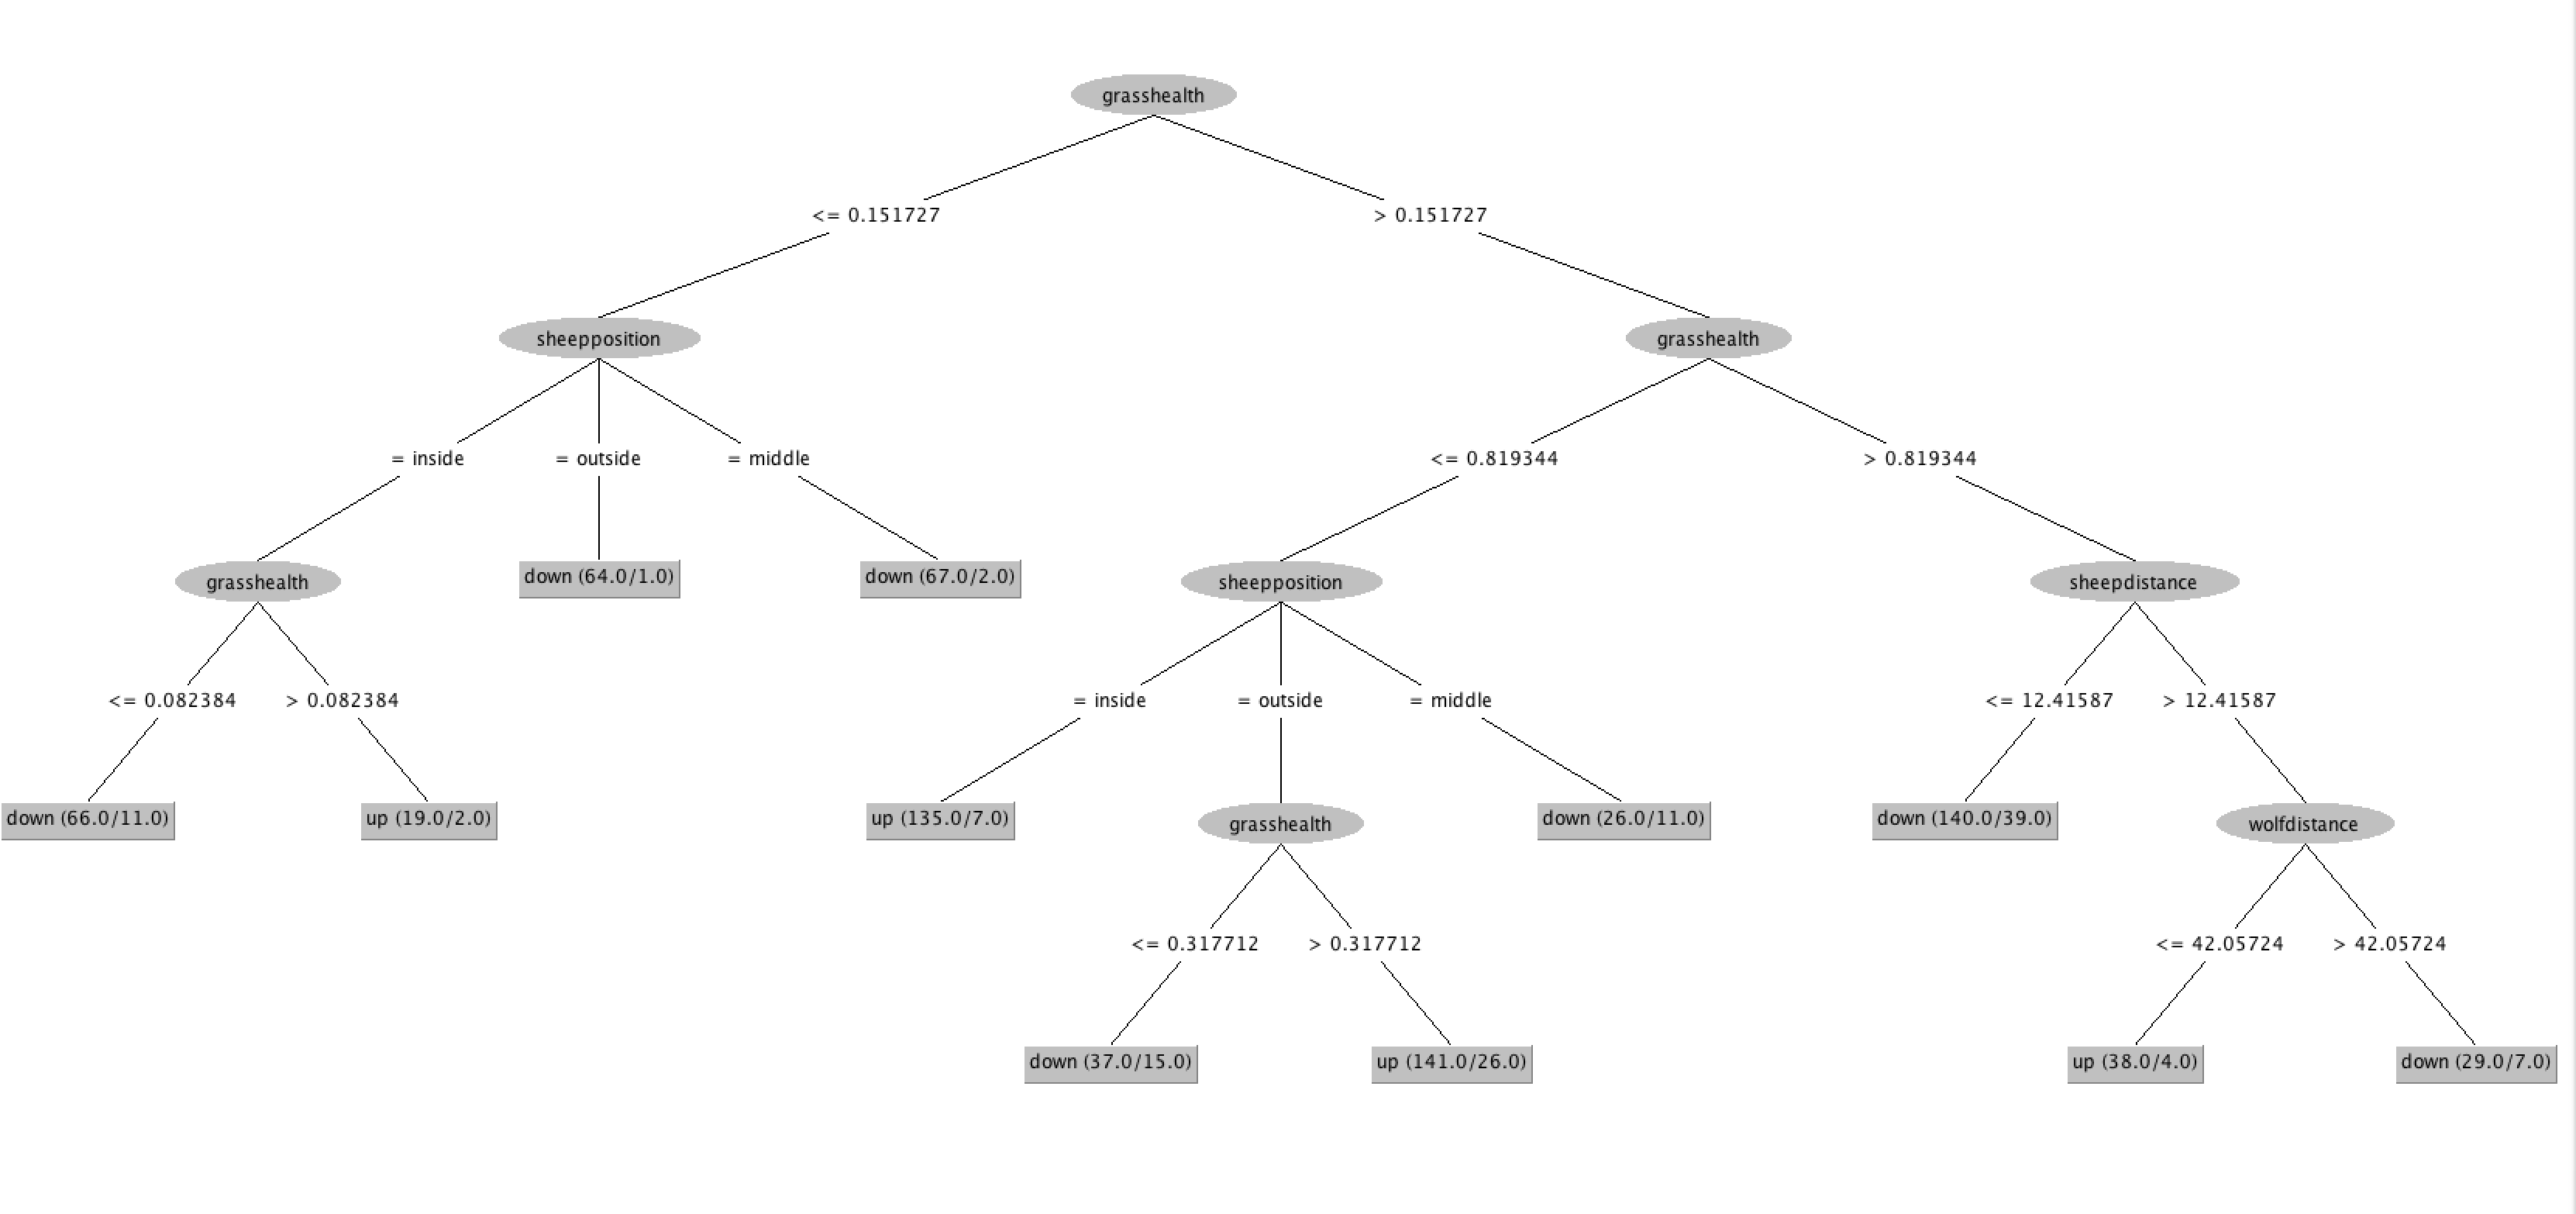 grasshealth
<= 0.151727
> 0.151727
sheepposition
grasshealth
= inside
= outside
= middle
<= 0.819344
> 0.819344
grasshealth
down (64.0/1.0)
down (67.0/2.0)
sheepposition
sheepdistance
<= 0.082384
> 0.082384
= inside
= outside
= middle
<= 12.41587
> 12.41587
down (66.0/11.0)
up (19.0/2.0)
up (135.0/7.0)
grasshealth
down (26.0/11.0)
down (140.0/39.0)
wolfdistance
<= 0.317712
> 0.317712
<= 42.05724
> 42.05724
down (37.0/15.0)
up (141.0/26.0)
up (38.0/4.0)
down (29.0/7.0)